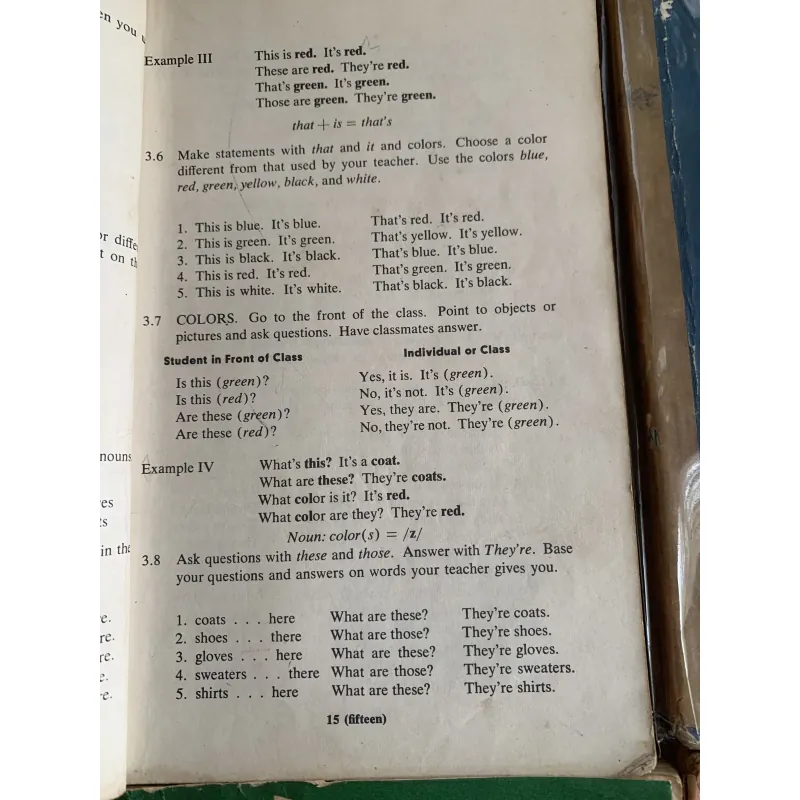 en you
Example III This is red. It's red.
These are red. They're red.
That's green. It's green.
Those are green. They're green.
that + is = that's
3.6 Make statements with that and it and colors. Choose a color
different from that used by your teacher. Use the colors blue,
red, green, yellow, black, and white.
1. This is blue. It's blue. That's red. It's red.
2. This is green. It's green. That's yellow. It's yellow.
3. This is black. It's black. That's blue. It's blue.
4. This is red. It's red. That's green. It's green.
5. This is white. It's white. That's black. It's black.
or diffe
t on th
3.7 COLORS. Go to the front of the class. Point to objects or
pictures and ask questions. Have classmates answer.
Student in Front of Class Individual or Class
Is this (green)? Yes, it is. It's (green).
Is this (red)? No, it's not. It's (green).
Are these (green)? Yes, they are. They're (green).
Are these (red)? No, they're not. They're (green).
nouns
Example IV What's this? It's a coat.
What are these? They're coats.
What color is it? It's red.
What color are they? They're red.
Noun: color(s) = /z/
es
ts
in the
3.8 Ask questions with these and those. Answer with They're. Base
your questions and answers on words your teacher gives you.
1. coats . . . here What are these? They're coats.
2. shoes . . . there What are those? They're shoes.
3. gloves . . . here What are these? They're gloves.
4. sweaters . . . there What are those? They're sweaters.
5. shirts . . . here What are these? They're shirts.
e.
re.
re.
e.
e.
15 (fifteen)